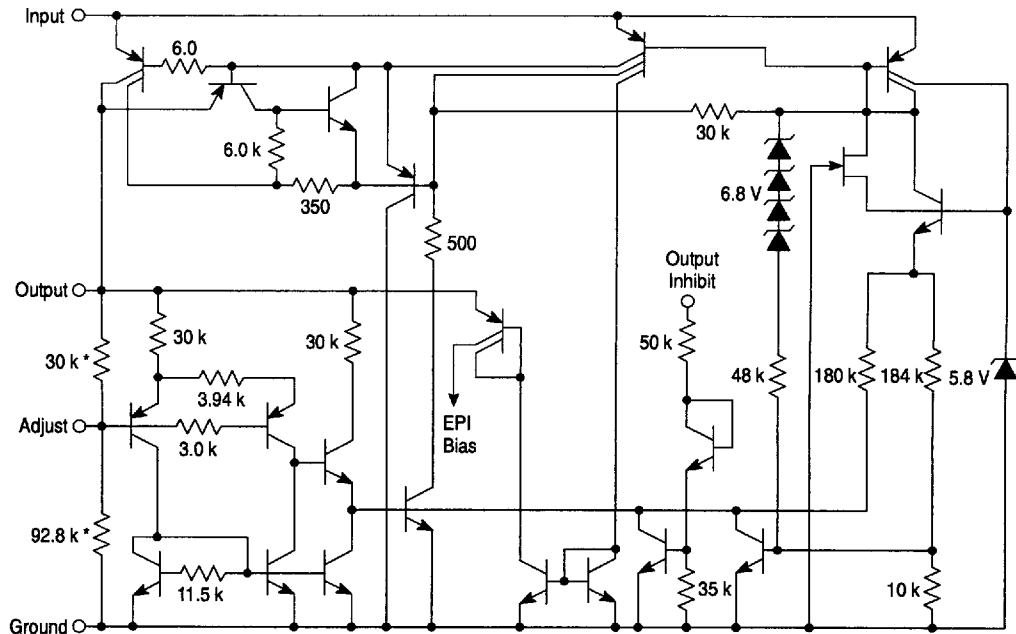 Input
6.0
6.0 k
350
30 k
6.8 V
500
Output
Inhibit
Output
30 k
30 k
50 k
30 k *
3.94 k
48 k
180 k
184 k
5.8 V
Adjust
3.0 k
EPI
Bias
92.8 k *
11.5 k
35 k
10 k
Ground